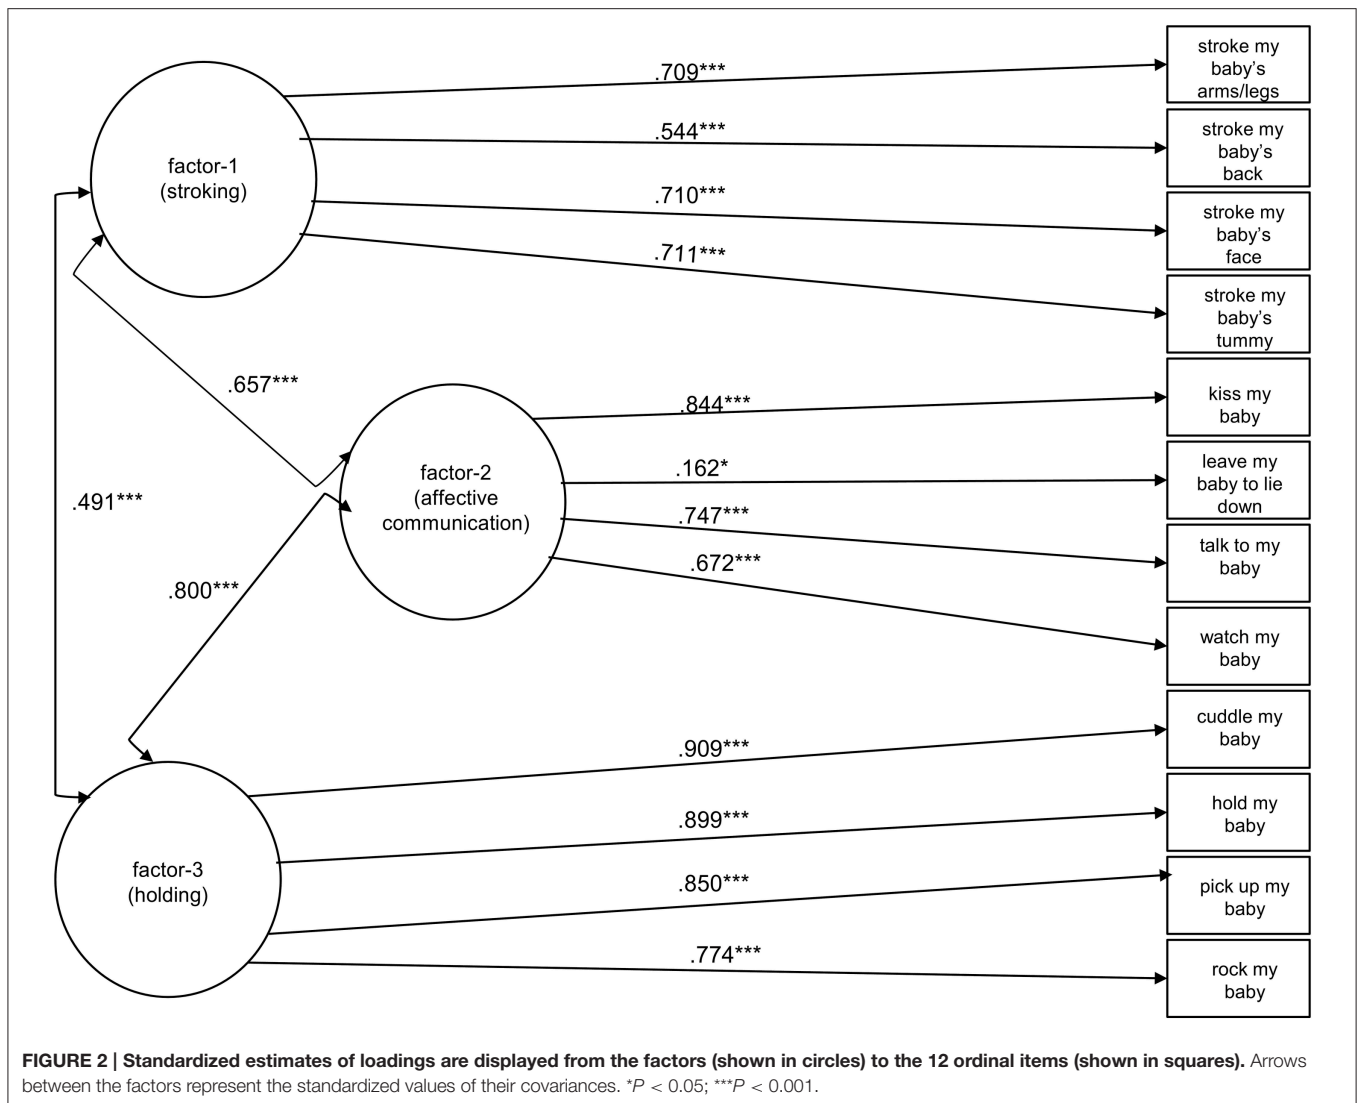 .709***
stroke my
baby's
arms/legs
.544***
stroke my
baby's
back
factor-1
(stroking)
.710***
stroke my
baby's
face
.711***
stroke my
baby's
tummy
.657***
.844***
kiss my
baby
factor-2
(affective
communication)
.162*
leave my
baby to lie
down
.491***
.747***
talk to my
baby
.672***
.800***
watch my
baby
.909***
cuddle my
baby
.899***
hold my
baby
factor-3
(holding)
.850***
pick up my
baby
.774***
rock my
baby
FIGURE 2 | Standardized estimates of loadings are displayed from the factors (shown in circles) to the 12 ordinal items (shown in squares). Arrows
between the factors represent the standardized values of their covariances. *P < 0.05; ***P < 0.001.